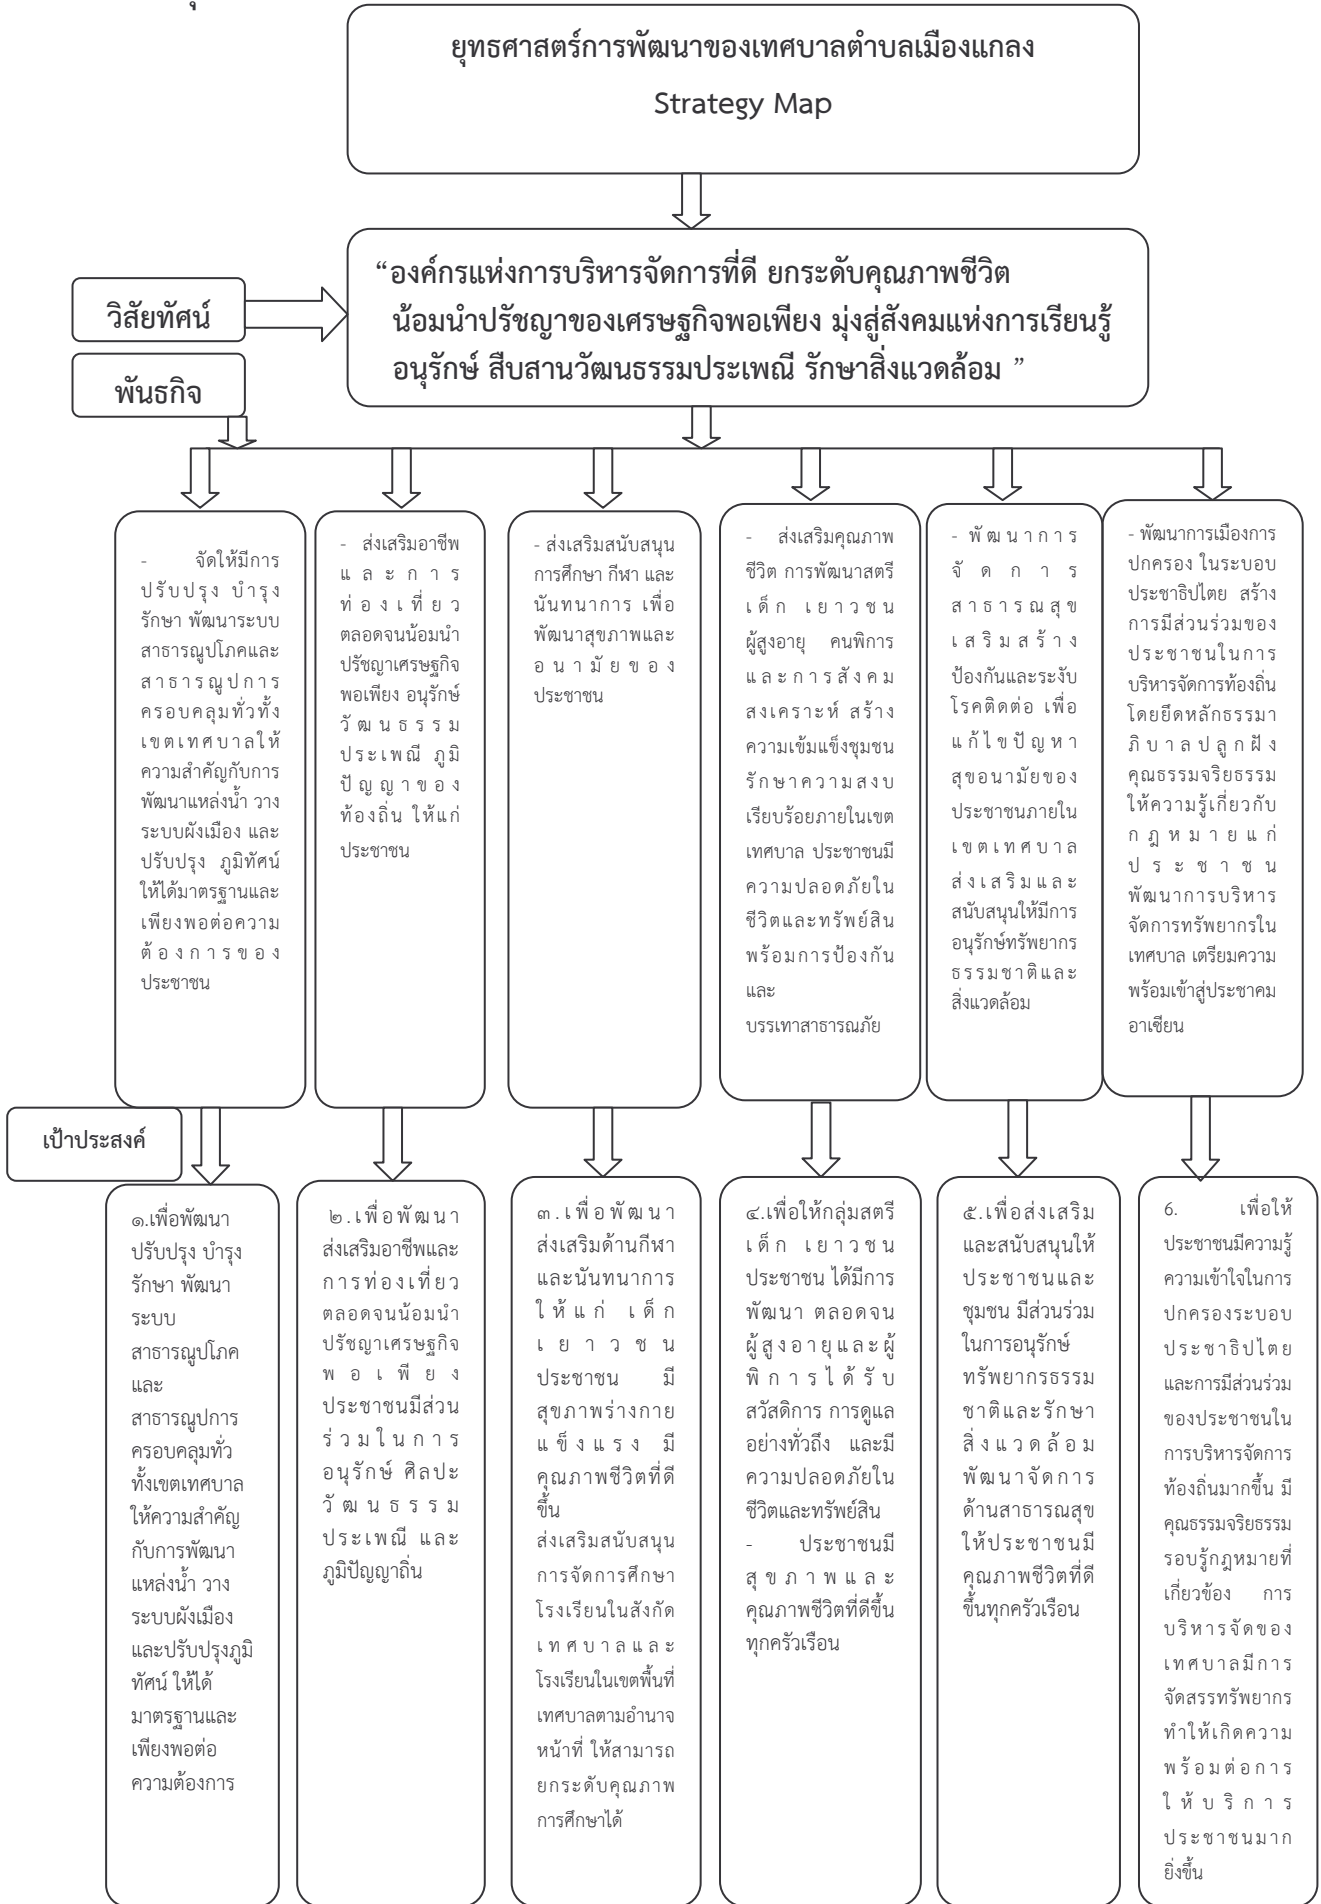 ยุทธศาสตร์การพัฒนาของเทศบาลตำบลเมืองแกลง
Strategy Map
“องค์กรแห่งการบริหารจัดการที่ดี ยกระดับคุณภาพชีวิต
น้อมนำปรัชญาของเศรษฐกิจพอเพียง มุ่งสู่สังคมแห่งการเรียนรู้
อนุรักษ์ สืบสานวัฒนธรรมประเพณี รักษาสิ่งแวดล้อม ”
วิสัยทัศน์
พันธกิจ
- จัดให้มีการ
ปรับปรุง บำรุง
รักษา พัฒนาระบบ
สาธารณูปโภคและ
สาธารณูปการ
ครอบคลุมทั่วทั้ง
เขตเทศบาลให้
ความสำคัญกับการ
พัฒนาแหล่งน้ำ วาง
ระบบผังเมือง และ
ปรับปรุง ภูมิทัศน์
ให้ได้มาตรฐานและ
เพียงพอต่อความ
ต้องการของ
ประชาชน
- ส่งเสริมอาชีพ
และการ
ท่องเที่ยว
ตลอดจนน้อมนำ
ปรัชญาเศรษฐกิจ
พอเพียง อนุรักษ์
วัฒนธรรม
ประเพณี ภูมิ
ปัญญาของ
ท้องถิ่น ให้แก่
ประชาชน
- ส่งเสริมสนับสนุน
การศึกษา กีฬา และ
นันทนาการ เพื่อ
พัฒนาสุขภาพและ
อนามัยของ
ประชาชน
- ส่งเสริมคุณภาพ
ชีวิต การพัฒนาสตรี
เด็ก เยาวชน
ผู้สูงอายุ คนพิการ
และการสังคม
สงเคราะห์ สร้าง
ความเข้มแข็งชุมชน
รักษาความสงบ
เรียบร้อยภายในเขต
เทศบาล ประชาชนมี
ความปลอดภัยใน
ชีวิตและทรัพย์สิน
พร้อมการป้องกัน
และ
บรรเทาสาธารณภัย
- พัฒนาการ
จัดการ
สาธารณสุข
เสริมสร้าง
ป้องกันและระงับ
โรคติดต่อ เพื่อ
แก้ไขปัญหา
สุขอนามัยของ
ประชาชนภายใน
เขตเทศบาล
ส่งเสริมและ
สนับสนุนให้มีการ
อนุรักษ์ทรัพยากร
ธรรมชาติและ
สิ่งแวดล้อม
- พัฒนาการเมืองการ
ปกครอง ในระบอบ
ประชาธิปไตย สร้าง
การมีส่วนร่วมของ
ประชาชนในการ
บริหารจัดการท้องถิ่น
โดยยึดหลักธรรมา
ภิบาลปลูกฝัง
คุณธรรมจริยธรรม
ให้ความรู้เกี่ยวกับ
กฎหมายแก่
ประชาชน
พัฒนาการบริหาร
จัดการทรัพยากรใน
เทศบาล เตรียมความ
พร้อมเข้าสู่ประชาคม
อาเซียน
เป้าประสงค์
๑.เพื่อพัฒนา
ปรับปรุง บำรุง
รักษา พัฒนา
ระบบ
สาธารณูปโภค
และ
สาธารณูปการ
ครอบคลุมทั่ว
ทั้งเขตเทศบาล
ให้ความสำคัญ
กับการพัฒนา
แหล่งน้ำ วาง
ระบบผังเมือง
และปรับปรุงภูมิ
ทัศน์ ให้ได้
มาตรฐานและ
เพียงพอต่อ
ความต้องการ
๒.เพื่อพัฒนา
ส่งเสริมอาชีพและ
การท่องเที่ยว
ตลอดจนน้อมนำ
ปรัชญาเศรษฐกิจ
พอเพียง
ประชาชนมีส่วน
ร่วมในการ
อนุรักษ์ ศิลปะ
วัฒนธรรม
ประเพณี และ
ภูมิปัญญาถิ่น
๓.เพื่อพัฒนา
ส่งเสริมด้านกีฬา
และนันทนาการ
ให้แก่ เด็ก
เยาวชน
ประชาชน มี
สุขภาพร่างกาย
แข็งแรง มี
คุณภาพชีวิตที่ดี
ขึ้น
ส่งเสริมสนับสนุน
การจัดการศึกษา
โรงเรียนในสังกัด
เทศบาลและ
โรงเรียนในเขตพื้นที่
เทศบาลตามอำนาจ
หน้าที่ ให้สามารถ
ยกระดับคุณภาพ
การศึกษาได้
๔.เพื่อให้กลุ่มสตรี
เด็ก เยาวชน
ประชาชน ได้มีการ
พัฒนา ตลอดจน
ผู้สูงอายุและผู้
พิการได้รับ
สวัสดิการ การดูแล
อย่างทั่วถึง และมี
ความปลอดภัยใน
ชีวิตและทรัพย์สิน
- ประชาชนมี
สุขภาพและ
คุณภาพชีวิตที่ดีขึ้น
ทุกครัวเรือน
๕.เพื่อส่งเสริม
และสนับสนุนให้
ประชาชนและ
ชุมชน มีส่วนร่วม
ในการอนุรักษ์
ทรัพยากรธรรม
ชาติและรักษา
สิ่งแวดล้อม
พัฒนาจัดการ
ด้านสาธารณสุข
ให้ประชาชนมี
คุณภาพชีวิตที่ดี
ขึ้นทุกครัวเรือน
6. เพื่อให้
ประชาชนมีความรู้
ความเข้าใจในการ
ปกครองระบอบ
ประชาธิปไตย
และการมีส่วนร่วม
ของประชาชนใน
การบริหารจัดการ
ท้องถิ่นมากขึ้น มี
คุณธรรมจริยธรรม
รอบรู้กฎหมายที่
เกี่ยวข้อง การ
บริหารจัดของ
เทศบาลมีการ
จัดสรรทรัพยากร
ทำให้เกิดความ
พร้อมต่อการ
ให้บริการ
ประชาชนมาก
ยิ่งขึ้น